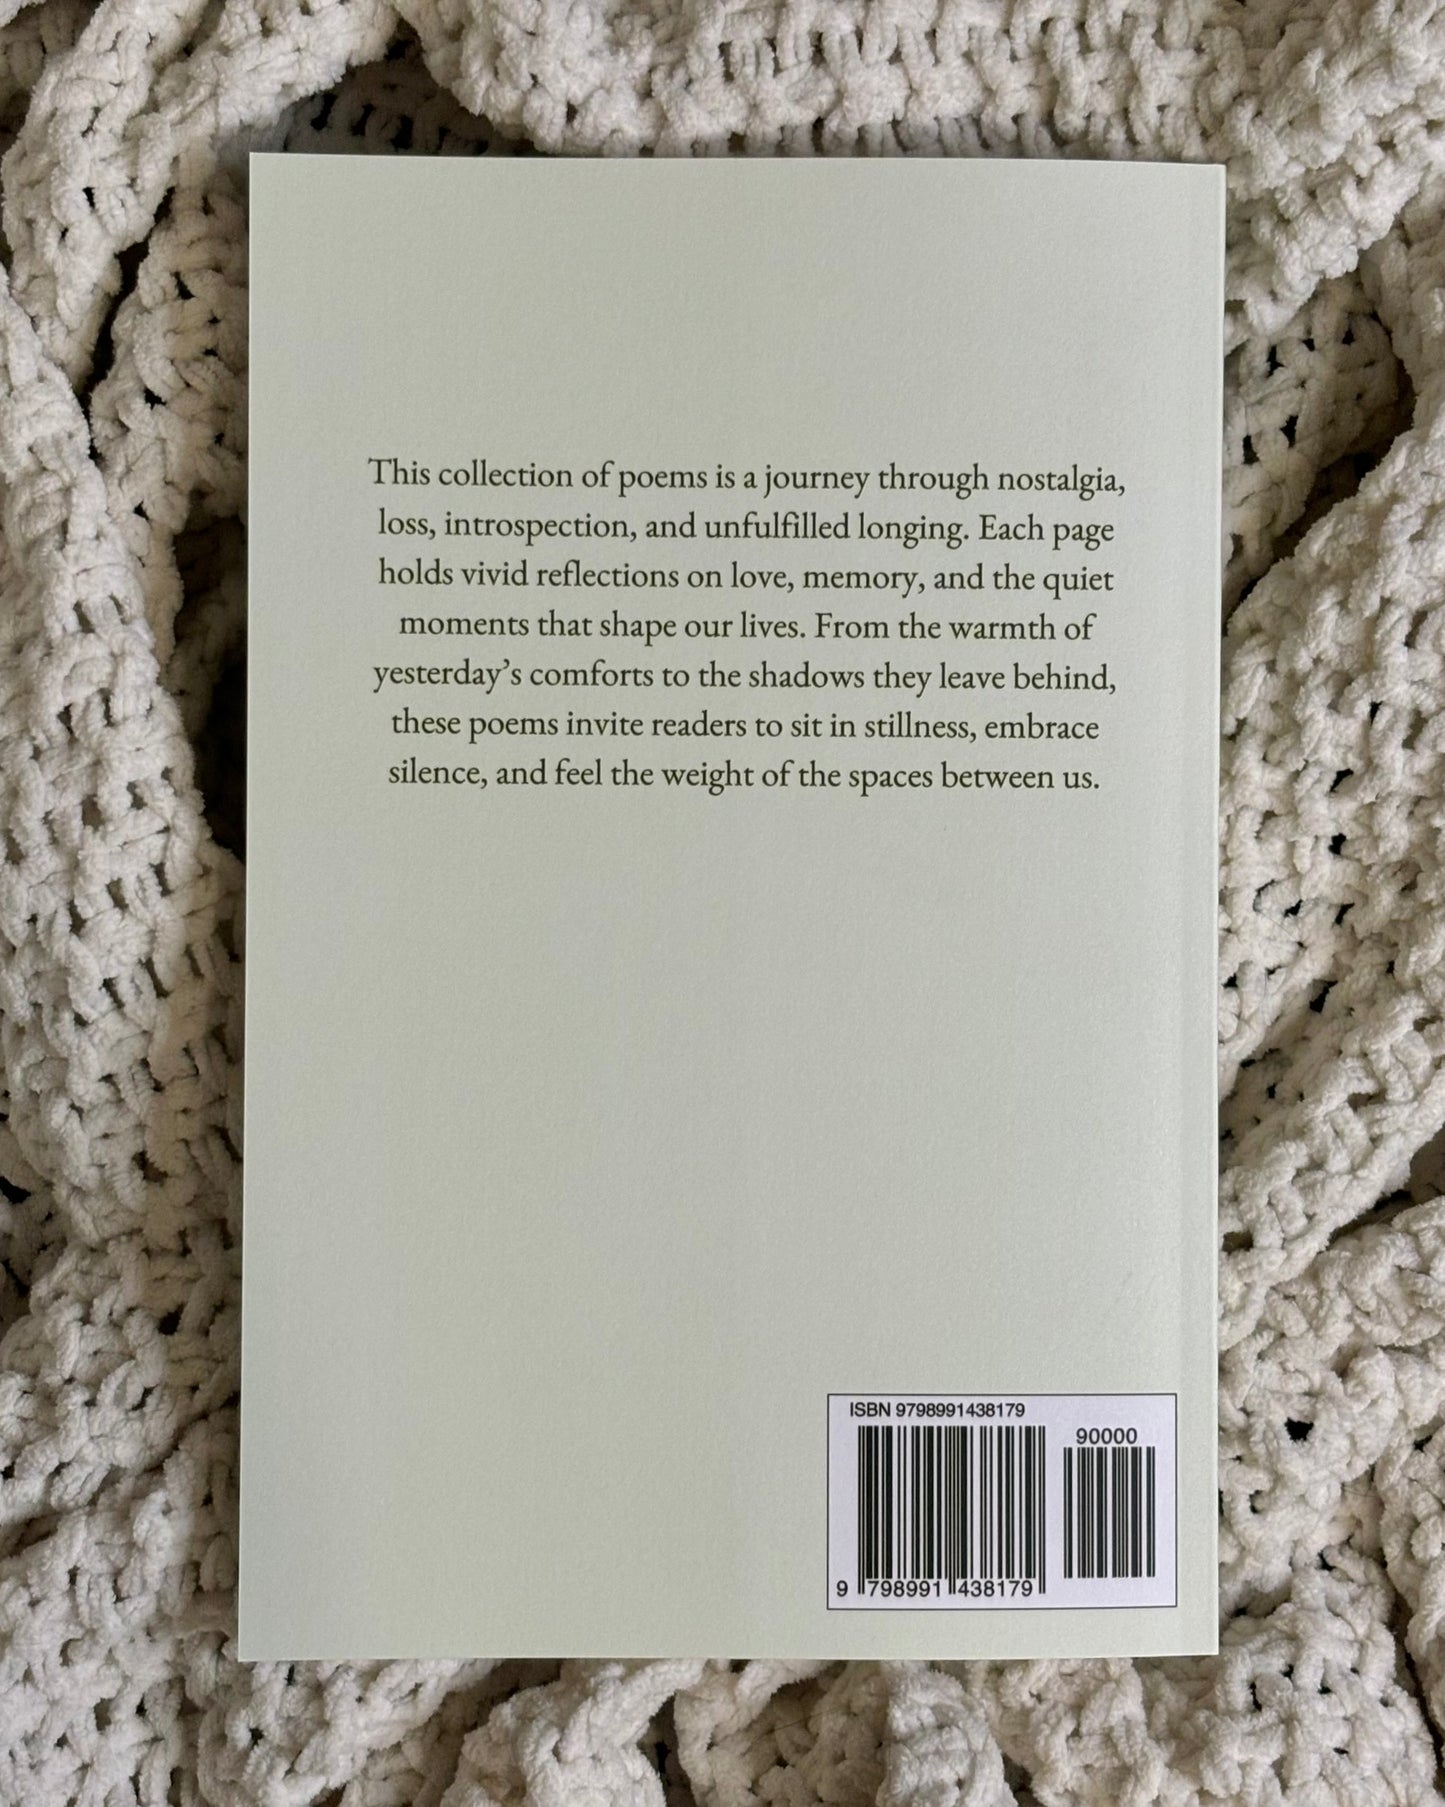 This collection of poems is a journey through nostalgia,
loss, introspection, and unfulfilled longing. Each page
holds vivid reflections on love, memory, and the quiet
moments that shape our lives. From the warmth of
yesterday’s comforts to the shadows they leave behind,
these poems invite readers to sit in stillness, embrace
silence, and feel the weight of the spaces between us.
ISBN 9798991438179
90000
9 798991 438179